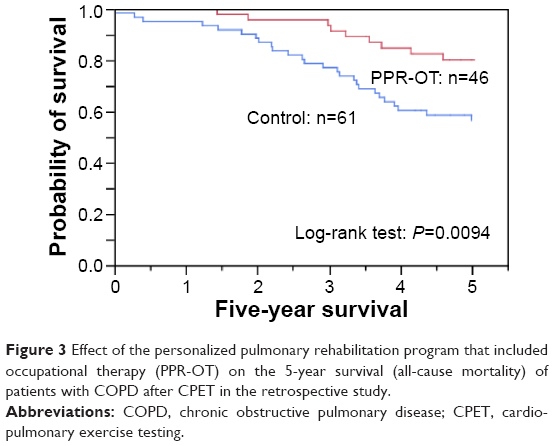 Probability of survival
1.0
0.8
0.6
0.4
0.2
0.0
PPR-OT: n=46
Control: n=61
Log-rank test: P=0.0094
0 1 2 3 4 5
Five-year survival
Figure 3 Effect of the personalized pulmonary rehabilitation program that included
occupational therapy (PPR-OT) on the 5-year survival (all-cause mortality) of
patients with COPD after CPET in the retrospective study.
Abbreviations: COPD, chronic obstructive pulmonary disease; CPET, cardio-
pulmonary exercise testing.